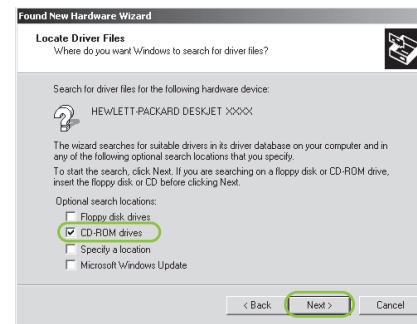 Found New Hardware Wizard
Locate Driver Files
Where do you want Windows to search for driver files?
Search for driver files for the following hardware device:
HEWLETT-PACKARD DESKJET XXXX
The wizard searches for suitable drivers in its driver database on your computer and in
any of the following optional search locations that you specify.
To start the search, click Next. If you are searching on a floppy disk or CD-ROM drive,
insert the floppy disk or CD before clicking Next.
Optional search locations:
Floppy disk drives
CD-ROM drives
Specify a location
Microsoft Windows Update
< Back Next > Cancel